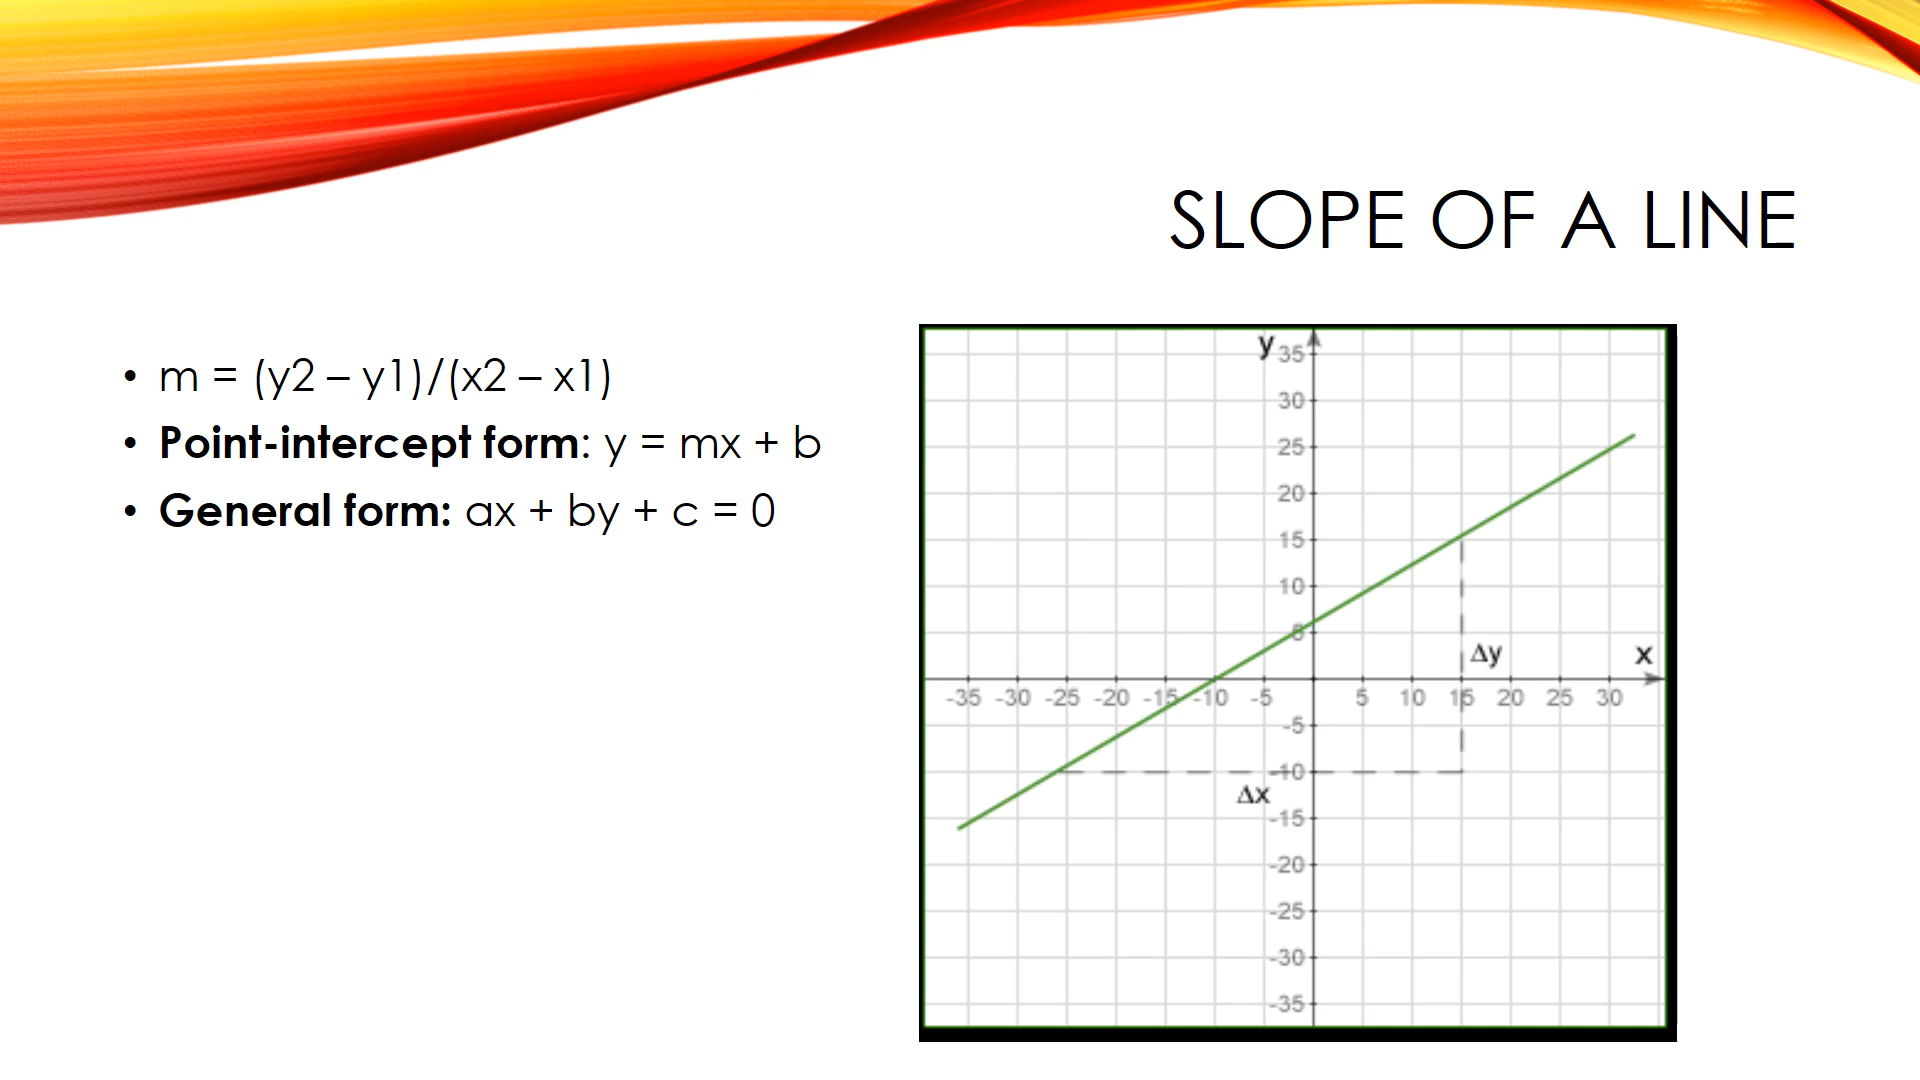 SLOPE OF A LINE
• m = (y2 – y1)/(x2 – x1)
• Point-intercept form: y = mx + b
• General form: ax + by + c = 0
y
35
30
25
20
15
10
5
Δy
x
-35 -30 -25 -20 -15 -10 -5 5 10 15 20 25 30
-5
-10
Δx
-15
-20
-25
-30
-35